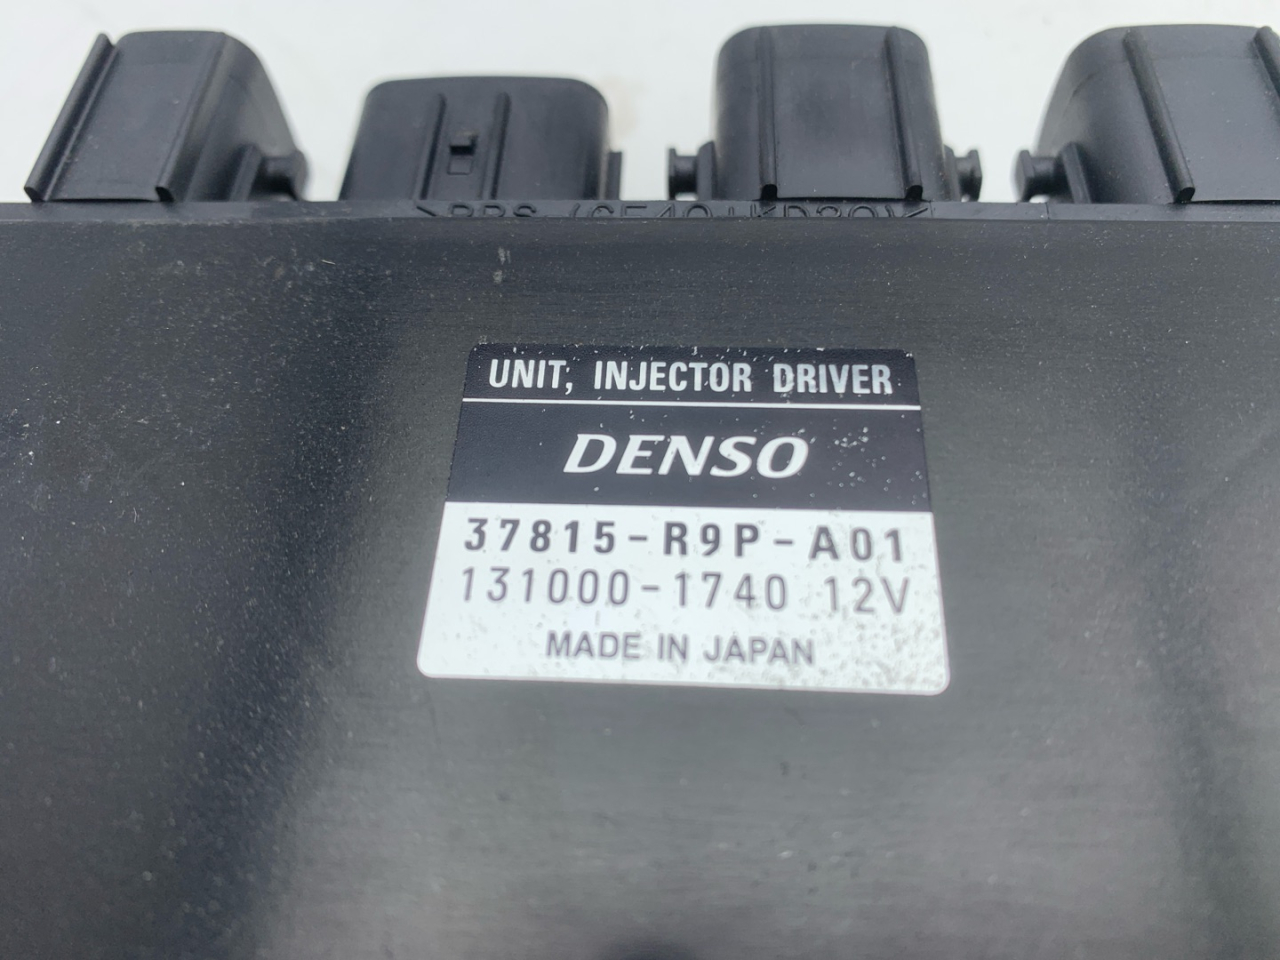 UNIT, INJECTOR DRIVER
DENSO
37815-R9P-A01
131000-1740 12V
MADE IN JAPAN